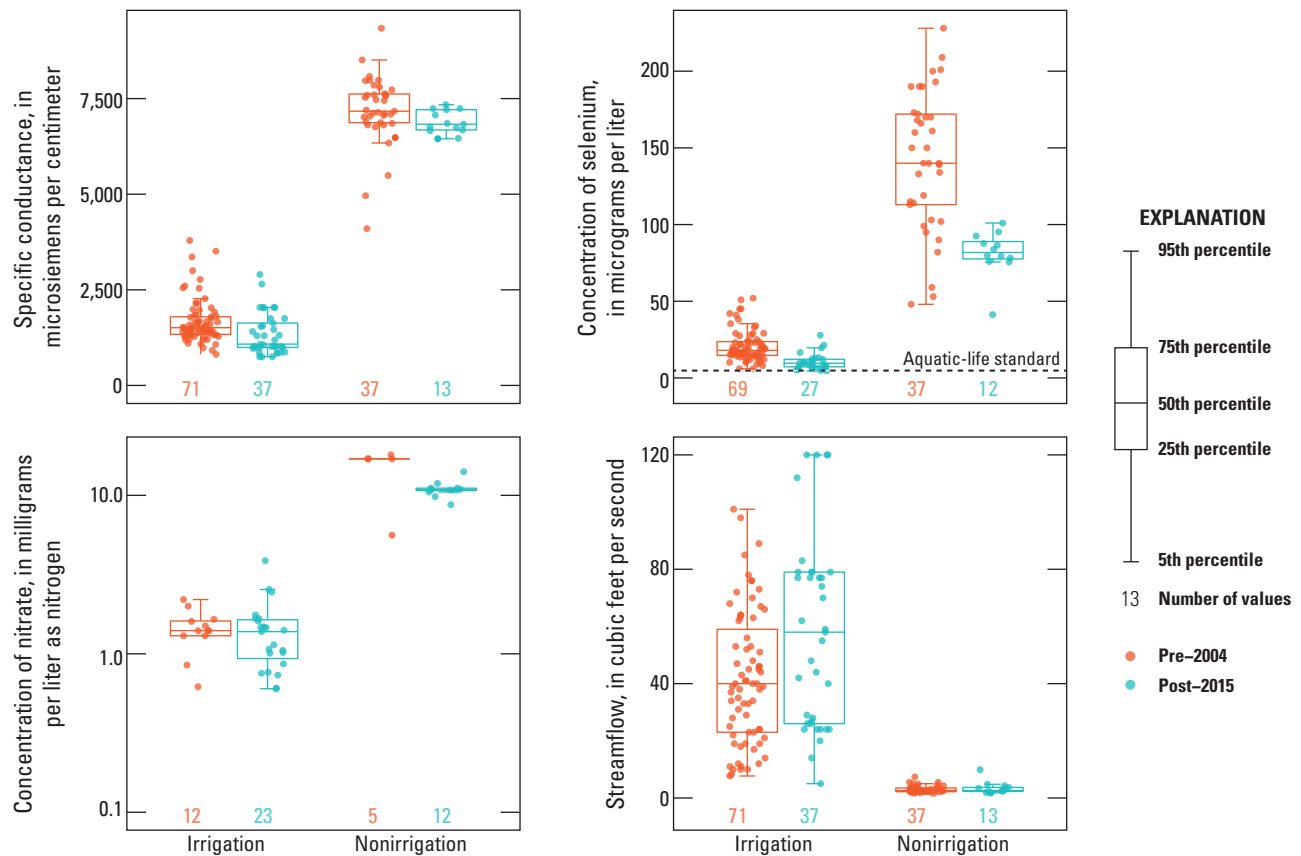 Specific conductance, in
microsiemens per centimeter
7,500
5,000
2,500
0
71
37
37
13
Concentration of selenium,
in micrograms per liter
200
150
100
50
0
Aquatic-life standard
69
27
37
12
Concentration of nitrate, in milligrams
per liter as nitrogen
10.0
1.0
0.1
12
23
5
12
Irrigation
Nonirrigation
Streamflow, in cubic feet per second
120
80
40
0
71
37
37
13
Irrigation
Nonirrigation
EXPLANATION
95th percentile
75th percentile
50th percentile
25th percentile
5th percentile
13 Number of values
Pre–2004
Post–2015